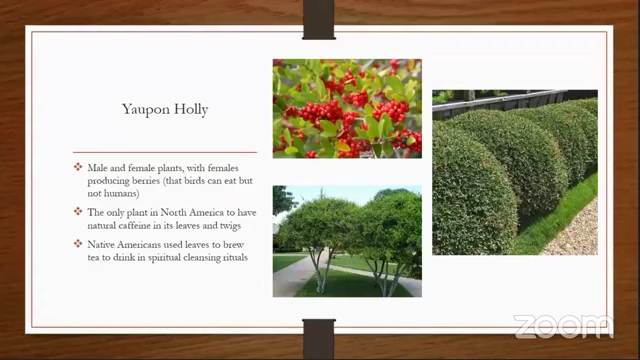 Yaupon Holly
Male and female plants, with females
producing berries (that birds can eat but
not humans)
The only plant in North America to have
natural caffeine in its leaves and twigs
Native Americans used leaves to brew
tea to drink in spiritual cleansing rituals
zoom